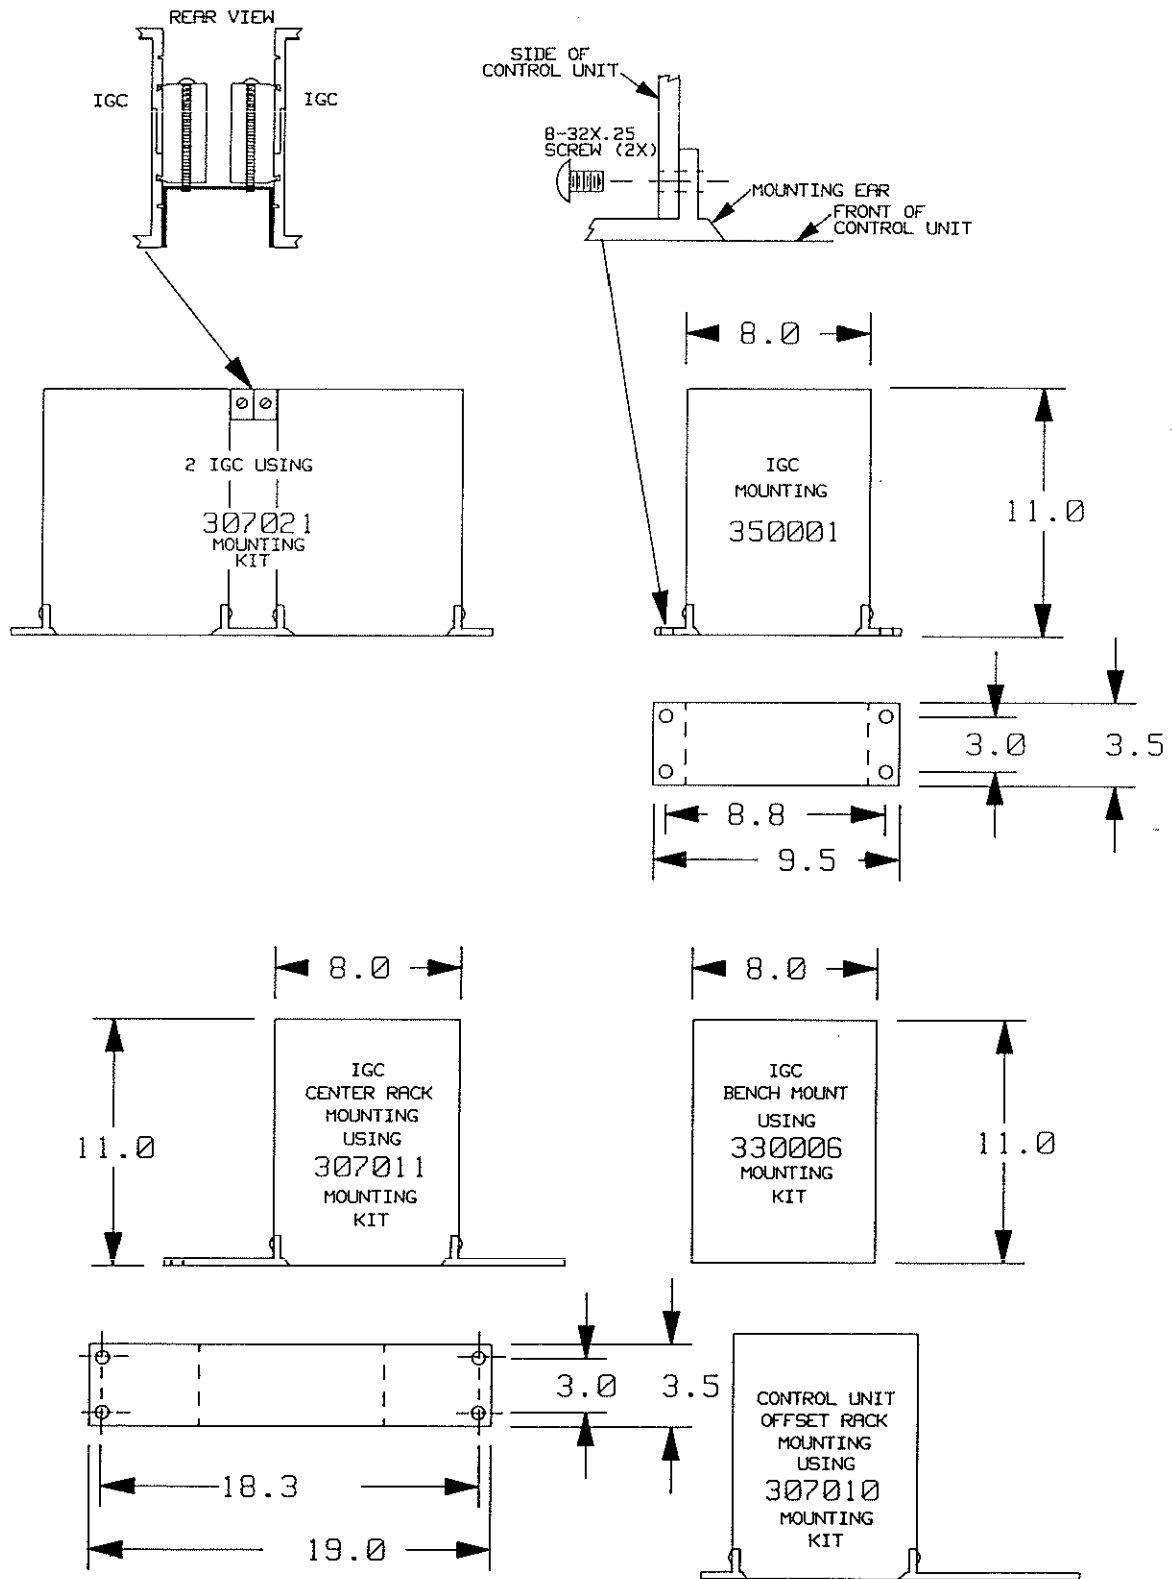 REAR VIEW
IGC
IGC
SIDE OF
CONTROL UNIT
8-32X.25
SCREW (2X)
MOUNTING EAR
FRONT OF
CONTROL UNIT
2 IGC USING
307021
MOUNTING
KIT
8.0
IGC
MOUNTING
350001
11.0
3.0
3.5
8.8
9.5
8.0
11.0
IGC
CENTER RACK
MOUNTING
USING
307011
MOUNTING
KIT
8.0
IGC
BENCH MOUNT
USING
330006
MOUNTING
KIT
11.0
3.0
3.5
18.3
19.0
CONTROL UNIT
OFFSET RACK
MOUNTING
USING
307010
MOUNTING
KIT